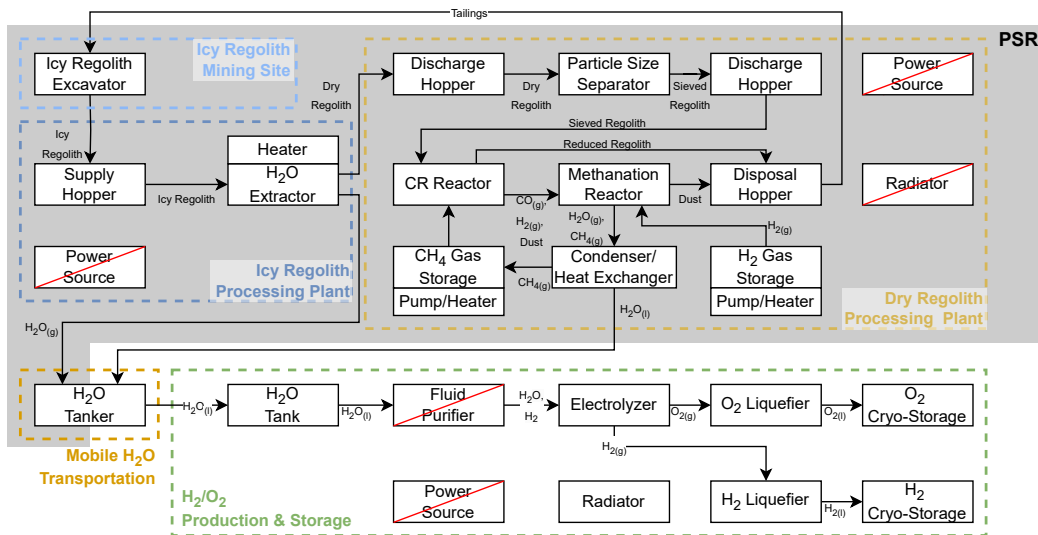 Tailings
PSR
Icy Regolith
Mining Site
Icy Regolith
Excavator
Discharge
Hopper
Particle Size
Separator
Discharge
Hopper
Power
Source
Dry
Regolith
Dry
Regolith
Sieved
Regolith
Icy
Regolith
Sieved Regolith
Reduced Regolith
Heater
H₂O
Extractor
Supply
Hopper
Icy Regolith
CR Reactor
Methanation
Reactor
Disposal
Hopper
Radiator
CO(g),
H₂(g),
Dust
Dust
H₂O(g),
CH₄(g)
H₂(g)
Power
Source
Icy Regolith
Processing Plant
CH₄ Gas
Storage
Pump/Heater
CH₄(g)
Condenser/
Heat Exchanger
H₂ Gas
Storage
Pump/Heater
Dry Regolith
Processing Plant
H₂O(g)
H₂O(l)
H₂O
Tanker
H₂O(l)
H₂O
Tank
H₂O(l)
Fluid
Purifier
H₂O,
H₂
Electrolyzer
O₂(g)
O₂ Liquefier
O₂(l)
O₂
Cryo-Storage
H₂(g)
Mobile H₂O
Transportation
H₂/O₂
Production & Storage
Power
Source
Radiator
H₂ Liquefier
H₂(l)
H₂
Cryo-Storage